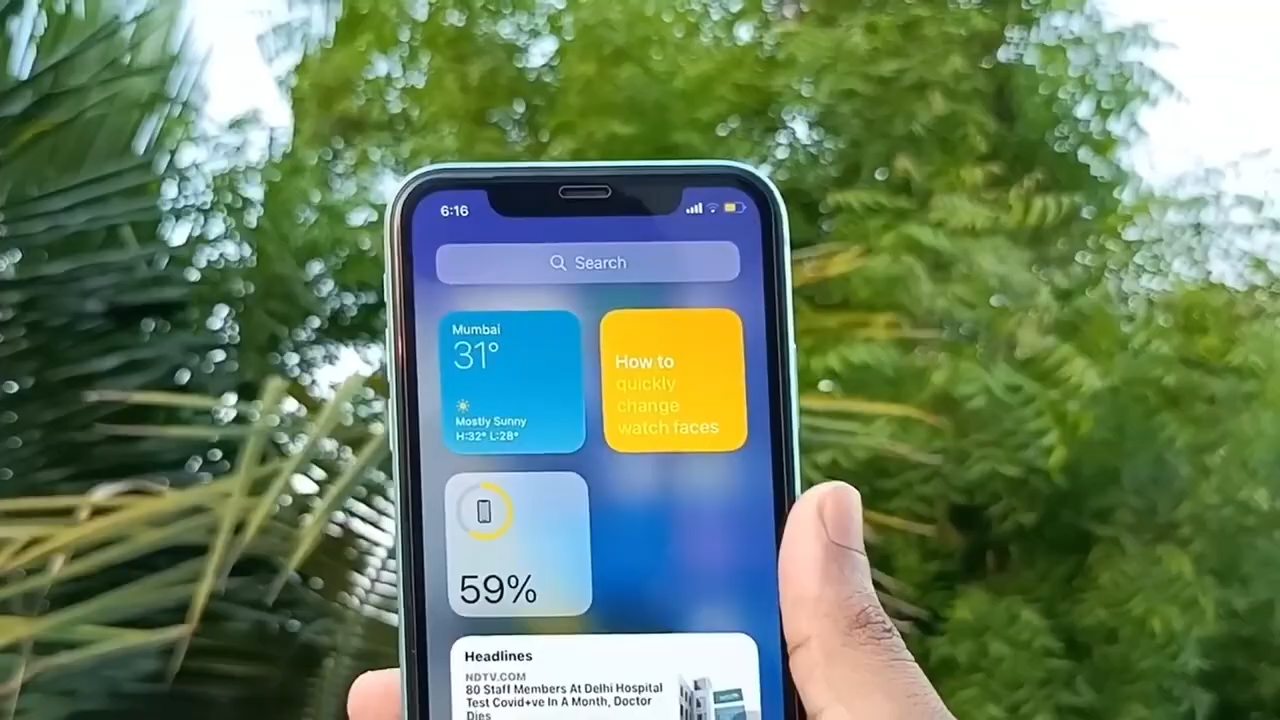 6:16
Search
Mumbai
31°
Mostly Sunny
H:32° L:28°
How to
quickly
change
watch faces
59%
Headlines
NDTV.COM
80 Staff Members At Delhi Hospital
Test Covid+ve In A Month, Doctor
Dies